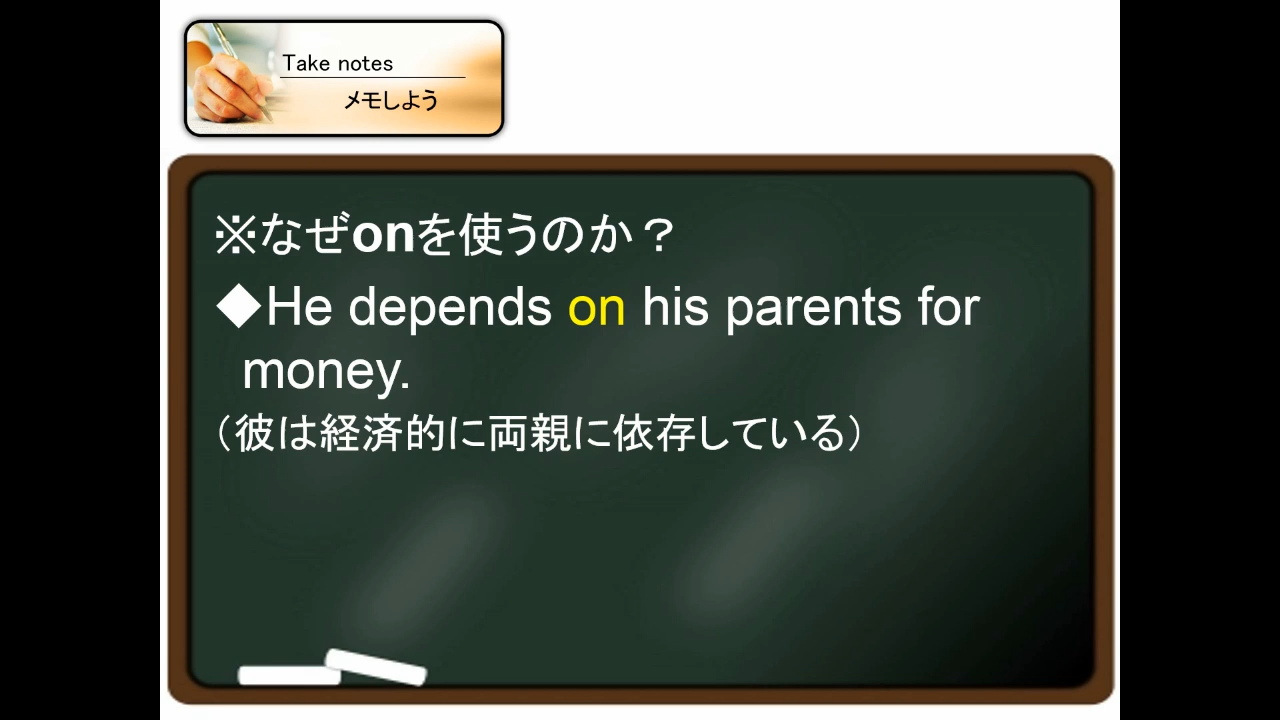 Take notes
メモしよう
※なぜonを使うのか？
◆He depends on his parents for
money.
（彼は経済的に両親に依存している）